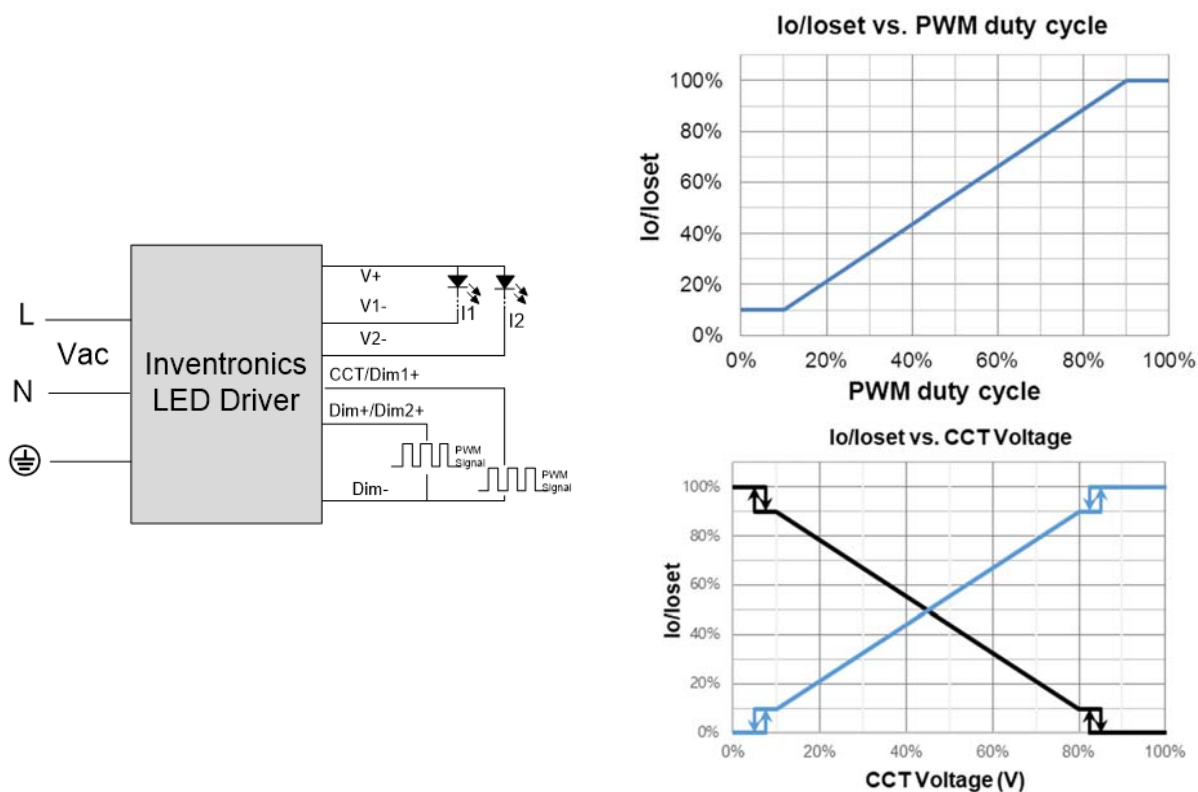 L
Vac
N
Inventronics
LED Driver
V+
V1-
V2-
I1
I2
CCT/Dim1+
Dim+/Dim2+
PWM
Signal
PWM
Signal
Dim-
Io/Ioset vs. PWM duty cycle
Io/Ioset
100%
80%
60%
40%
20%
0%
0% 20% 40% 60% 80% 100%
PWM duty cycle
Io/Ioset vs. CCT Voltage
Io/Ioset
100%
80%
60%
40%
20%
0%
0% 20% 40% 60% 80% 100%
CCT Voltage (V)